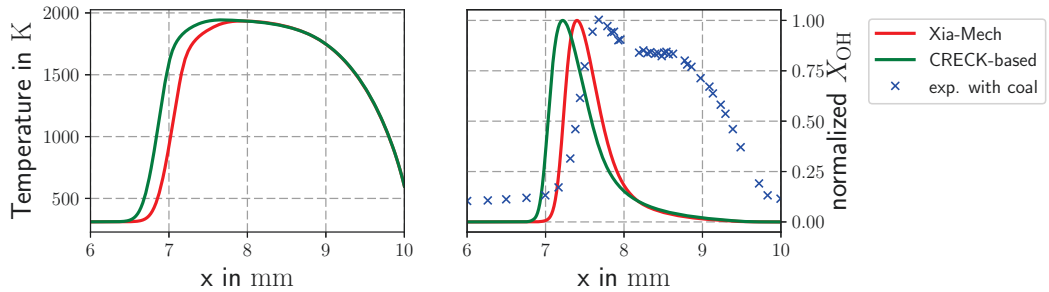 2000
1500
1000
500
Temperature in K
6 7 8 9 10
x in mm
6 7 8 9 10
x in mm
1.00
0.75
0.50
0.25
0.00
normalized X_OH
Xia-Mech
CRECK-based
exp. with coal